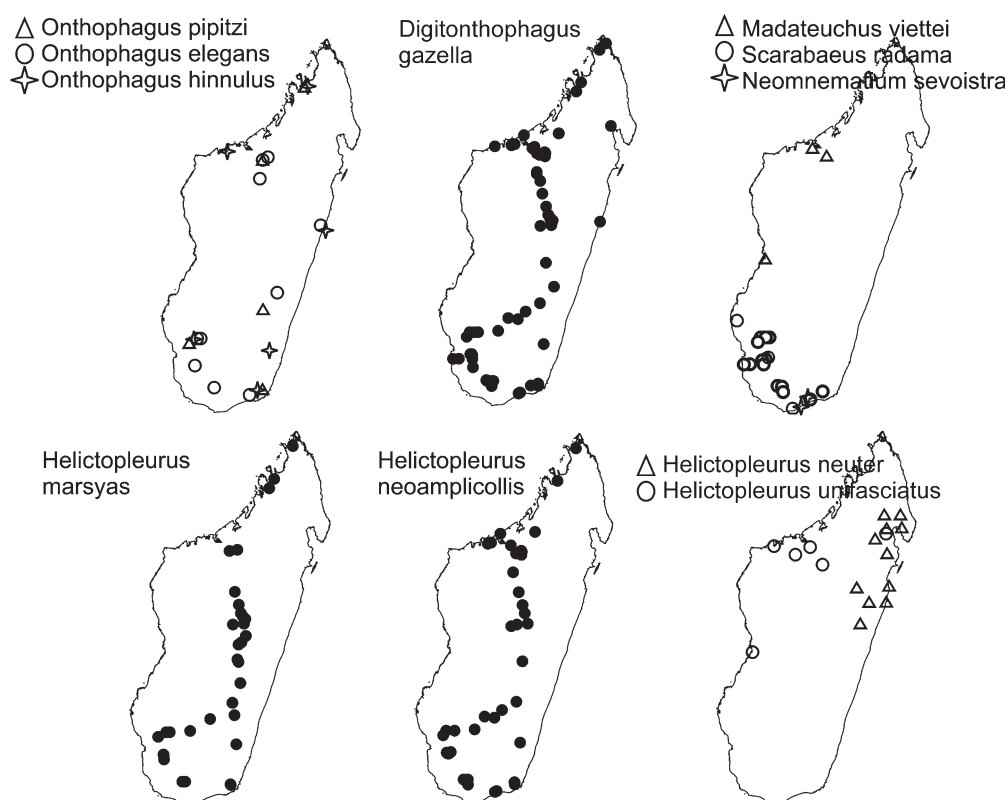 Onthophagus pipitzi
Onthophagus elegans
Onthophagus hinnulus
Digitonthophagus
gazella
Madateuchus viettei
Scarabaeus radama
Neomnematium sevoistra
Helictopleurus
marsyas
Helictopleurus
neoamplicollis
Helictopleurus neuter
Helictopleurus unifasciatus